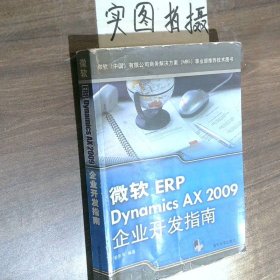 实图拍摄
微软（中国）有限公司商务解决方案（MBS）事业部推荐技术图书
微软 ERP
Dynamics AX 2009
企业开发指南
编著
微软 ERP Dynamics AX 2009 企业开发指南